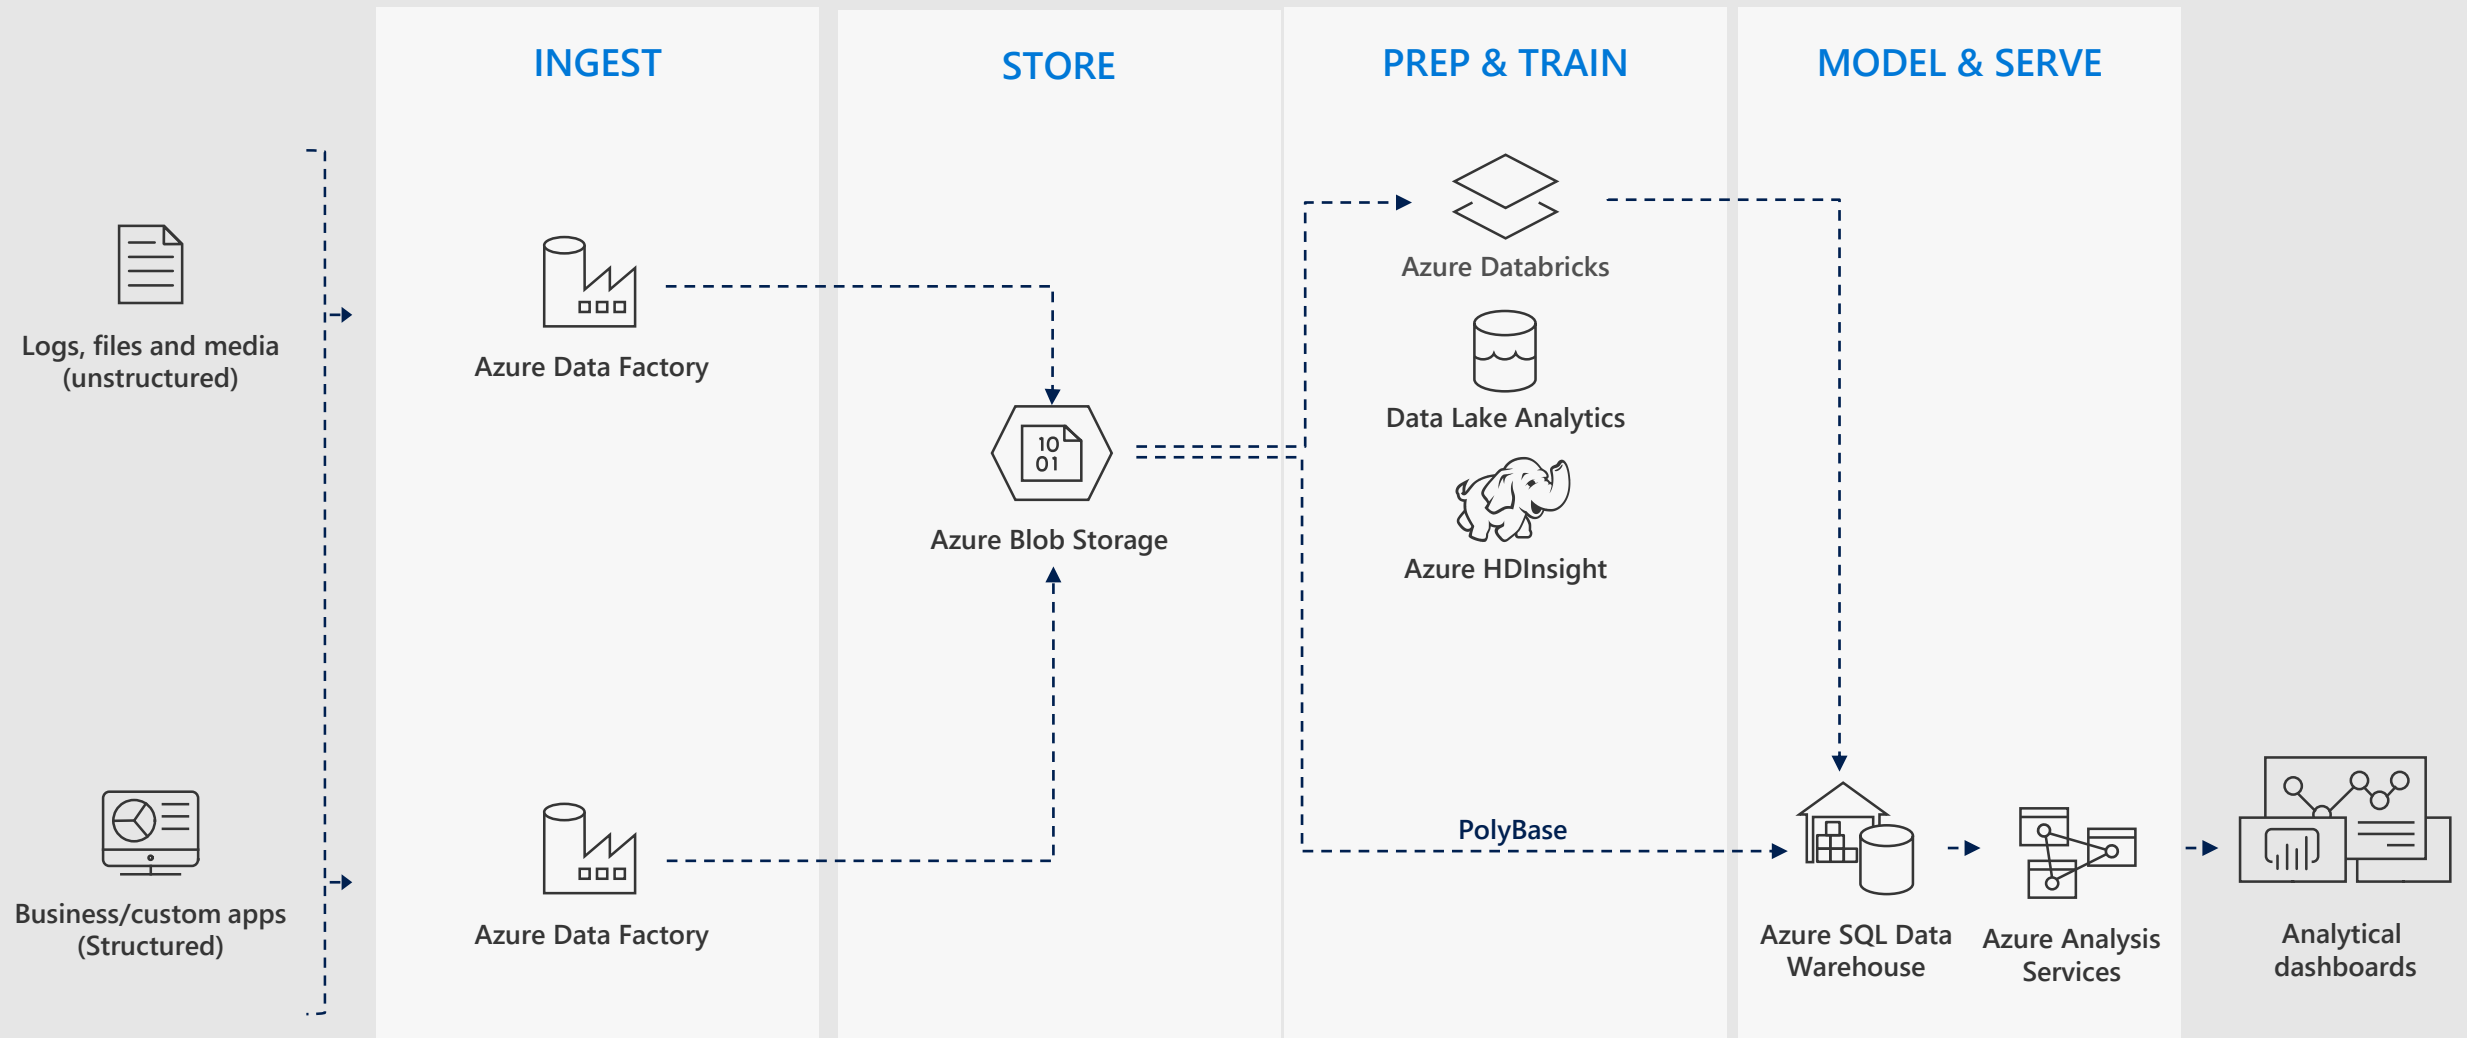 INGEST
STORE
PREP & TRAIN
MODEL & SERVE
Logs, files and media
(unstructured)
Azure Data Factory
10
01
Azure Blob Storage
Azure Databricks
Data Lake Analytics
Azure HDInsight
Business/custom apps
(Structured)
Azure Data Factory
PolyBase
Azure SQL Data
Warehouse
Azure Analysis
Services
Analytical
dashboards